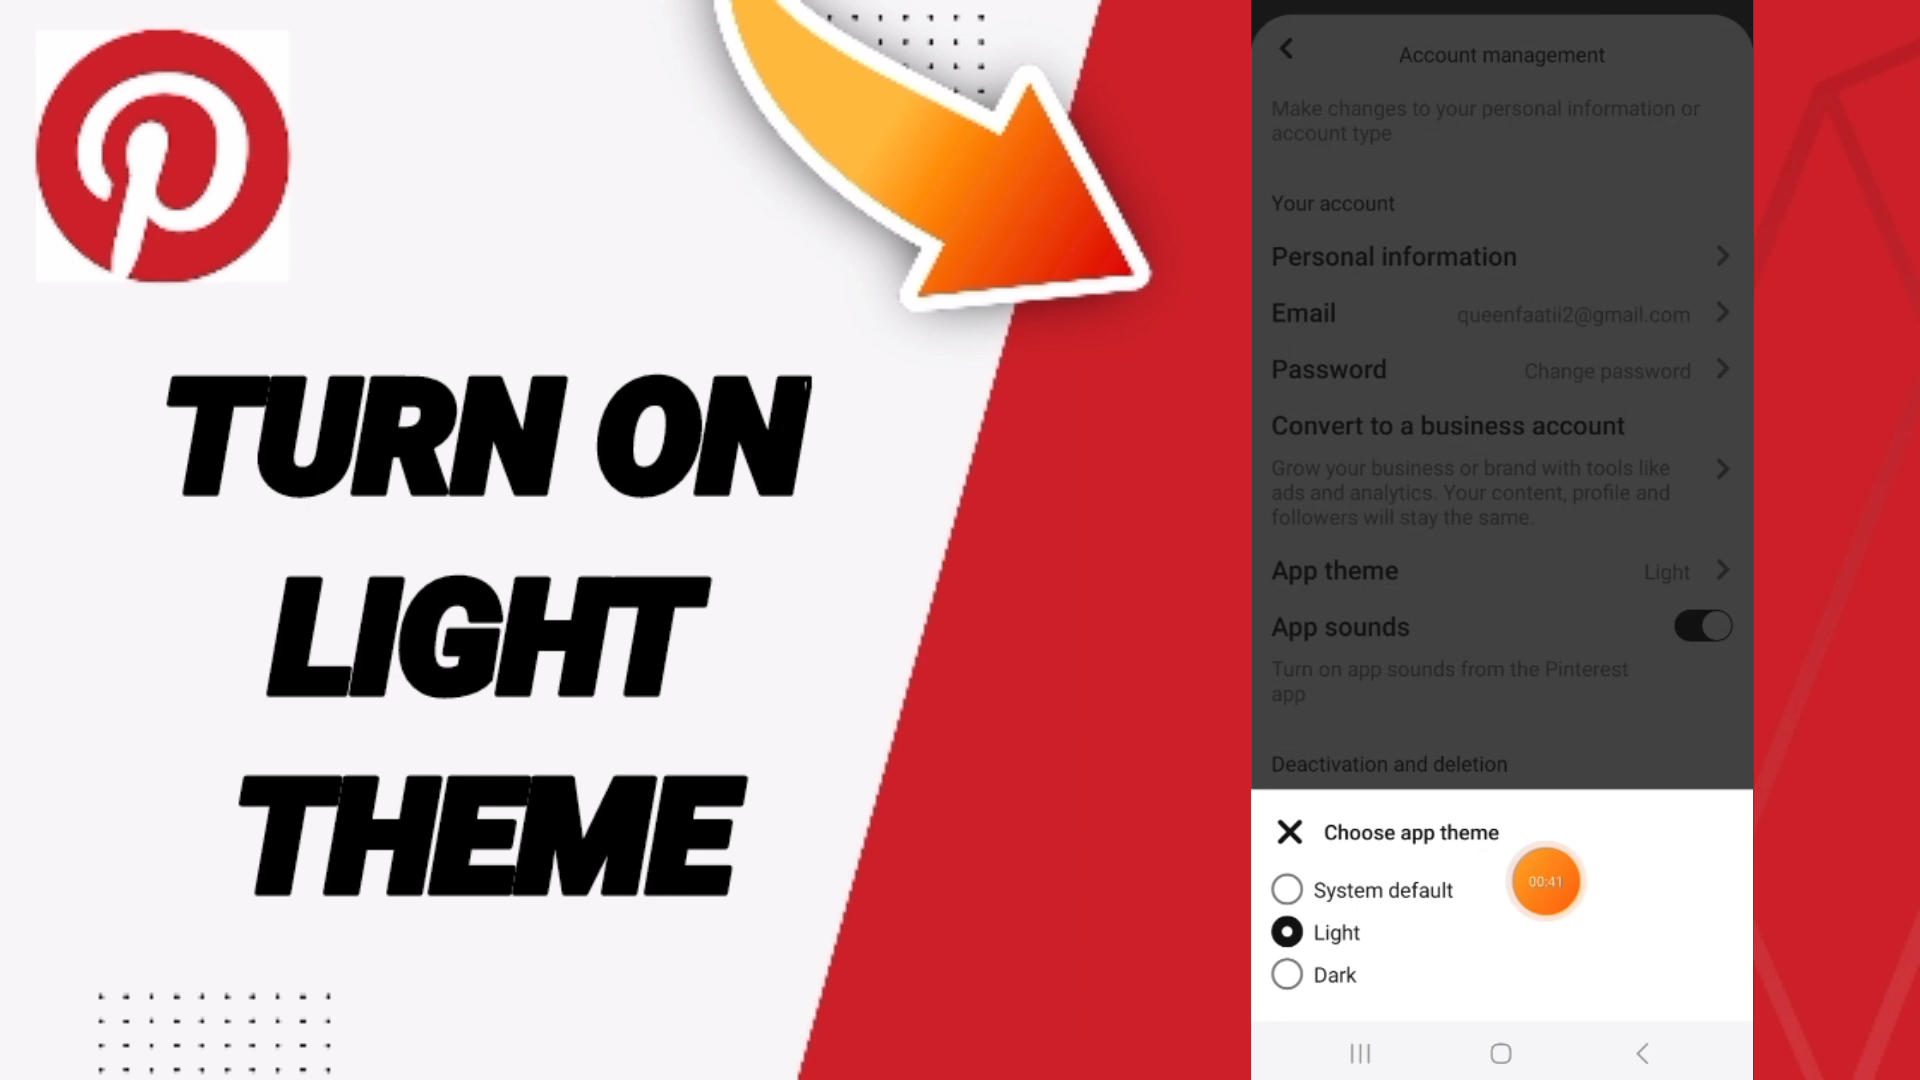 TURN ON
LIGHT
THEME
Account management
Make changes to your personal information or
account type
Your account
Personal information
Email queenfaatii2@gmail.com
Password Change password
Convert to a business account
Grow your business or brand with tools like
ads and analytics. Your content, profile and
followers will stay the same.
App theme Light
App sounds
Turn on app sounds from the Pinterest
app
Deactivation and deletion
Choose app theme
00:41
System default
Light
Dark